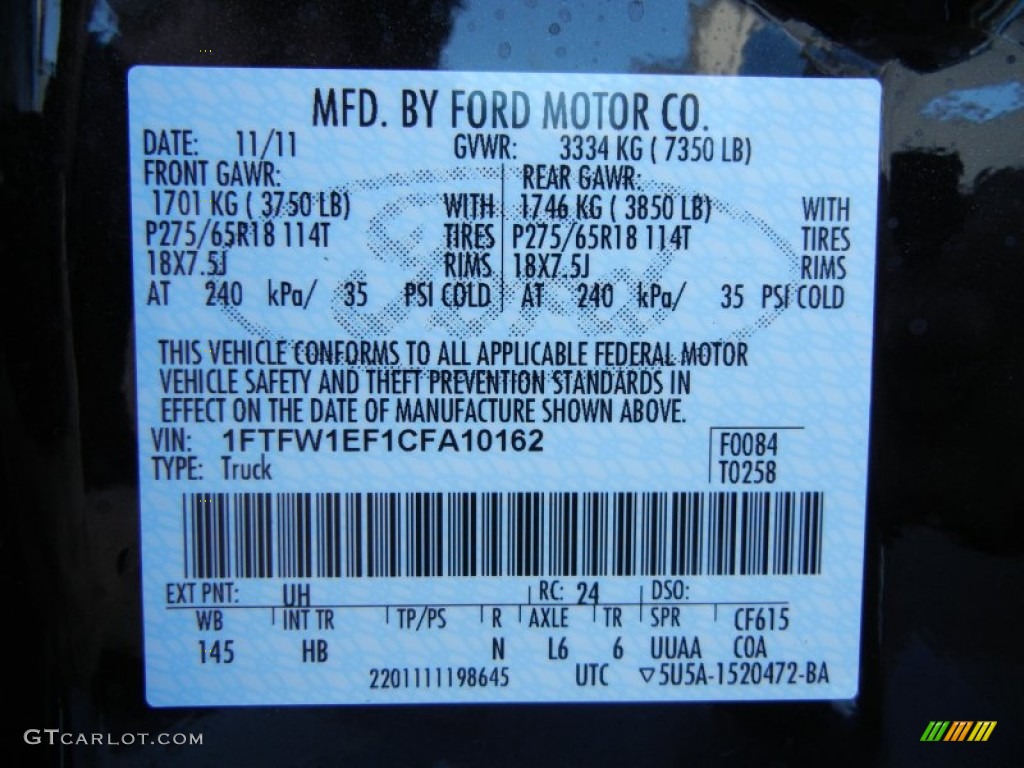 MFD. BY FORD MOTOR CO.
DATE: 11/11 GVWR: 3334 KG ( 7350 LB)
FRONT GAWR: REAR GAWR:
1701 KG ( 3750 LB) WITH 1746 KG ( 3850 LB) WITH
P275/65R18 114T TIRES P275/65R18 114T TIRES
18X7.5J RIMS 18X7.5J RIMS
AT 240 kPa/ 35 PSI COLD AT 240 kPa/ 35 PSI COLD
Ford
THIS VEHICLE CONFORMS TO ALL APPLICABLE FEDERAL MOTOR
VEHICLE SAFETY AND THEFT PREVENTION STANDARDS IN
EFFECT ON THE DATE OF MANUFACTURE SHOWN ABOVE.
VIN: 1FTFW1EF1CFA10162 F0084
TYPE: Truck T0258
EXT PNT: UH RC: 24 DSO:
WB INT TR TP/PS R AXLE TR SPR CF615
145 HB N L6 6 UUAA COA
2201111198645 UTC ▽5U5A-1520472-BA
GTCARLOT.COM